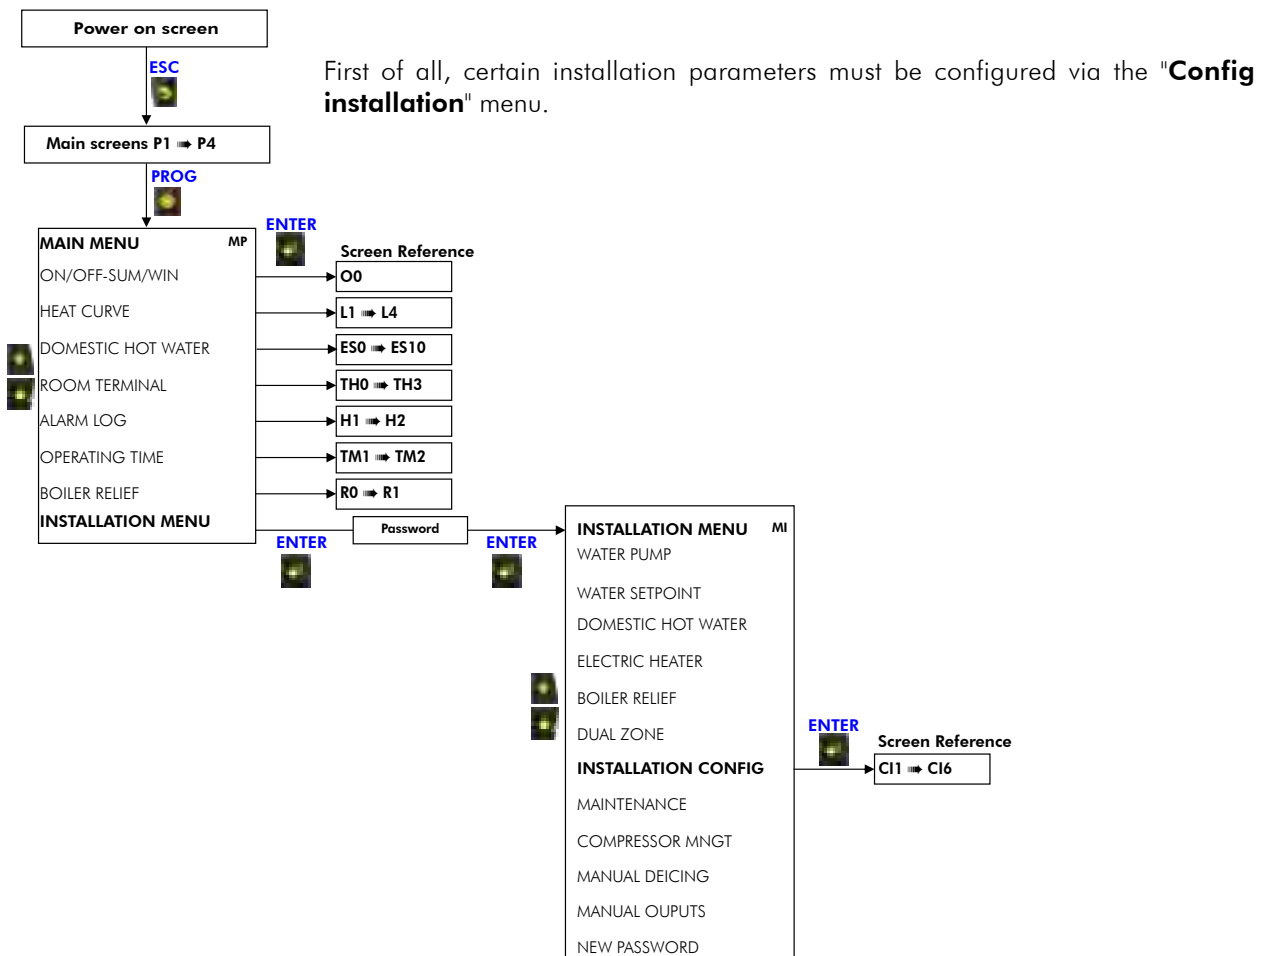 Power on screen
ESC
First of all, certain installation parameters must be configured via the "Config
installation" menu.
Main screens P1 ➠ P4
PROG
MAIN MENU MP
ENTER
Screen Reference
ON/OFF-SUM/WIN
O0
HEAT CURVE
L1 ➠ L4
DOMESTIC HOT WATER
ES0 ➠ ES10
ROOM TERMINAL
TH0 ➠ TH3
ALARM LOG
H1 ➠ H2
OPERATING TIME
TM1 ➠ TM2
BOILER RELIEF
R0 ➠ R1
INSTALLATION MENU
ENTER
Password
ENTER
INSTALLATION MENU MI
WATER PUMP
WATER SETPOINT
DOMESTIC HOT WATER
ELECTRIC HEATER
BOILER RELIEF
DUAL ZONE
ENTER
Screen Reference
INSTALLATION CONFIG
CI1 ➠ CI6
MAINTENANCE
COMPRESSOR MNGT
MANUAL DEICING
MANUAL OUPUTS
NEW PASSWORD